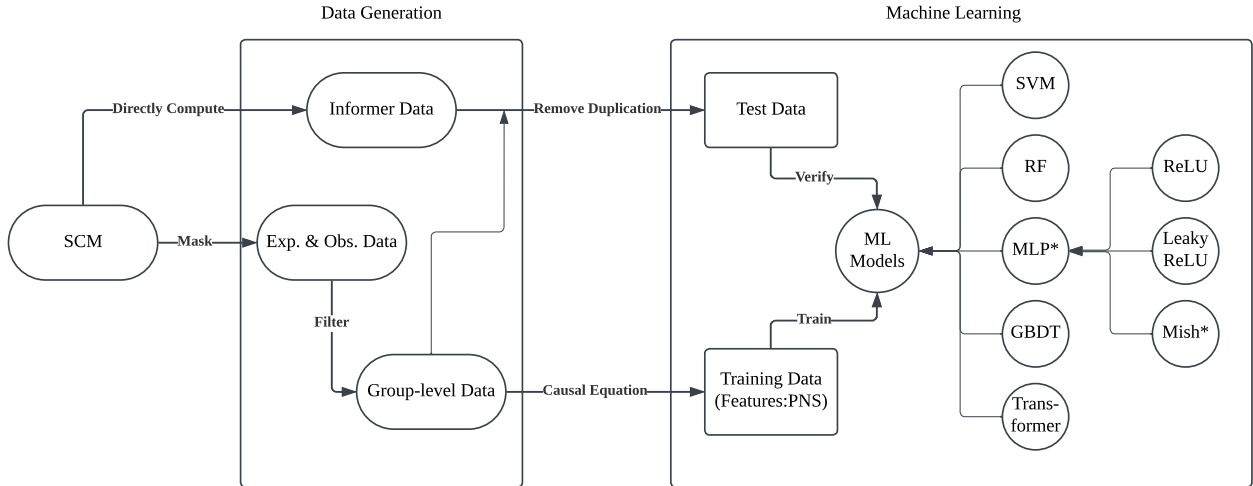 Data Generation
Machine Learning
Directly Compute
Informer Data
Remove Duplication
Test Data
SVM
Verify
RF
ReLU
SCM
Mask
Exp. & Obs. Data
ML
Models
MLP*
Leaky
ReLU
Filter
Train
GBDT
Mish*
Group-level Data
Causal Equation
Training Data
(Features:PNS)
Trans-
former